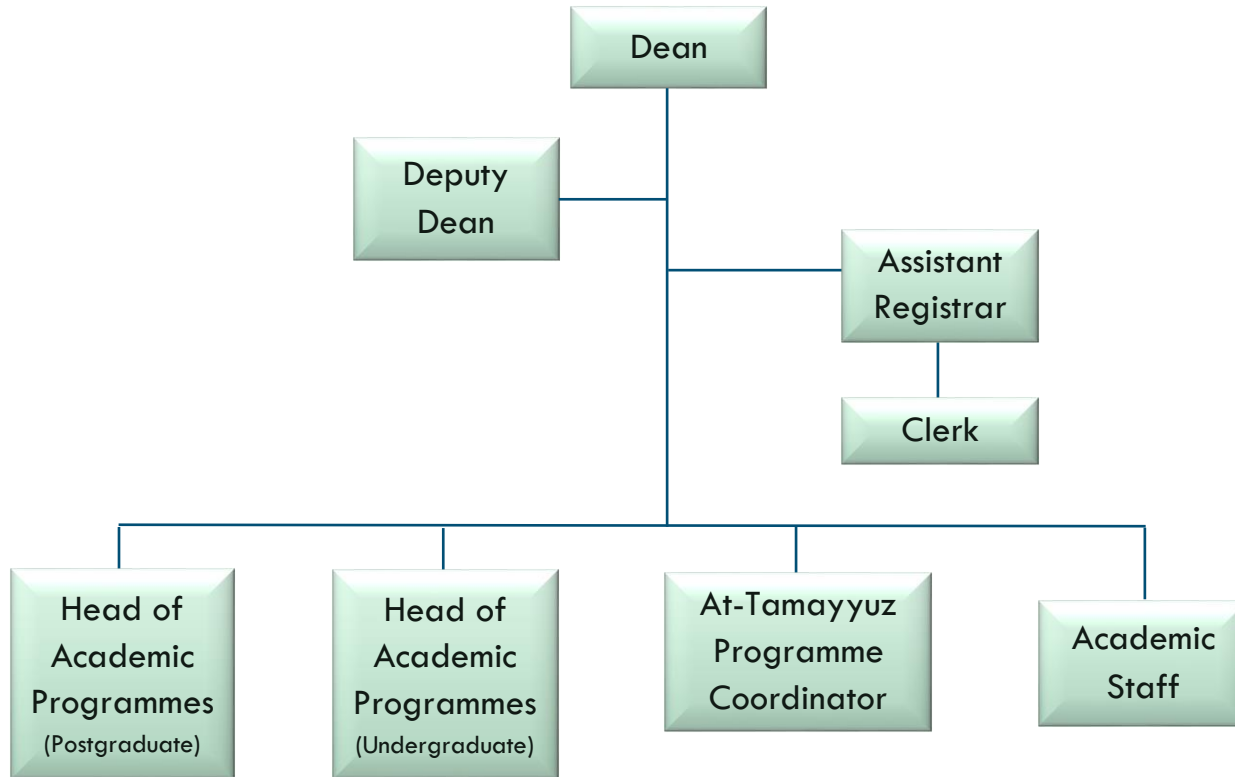 Dean
Deputy
Dean
Assistant
Registrar
Clerk
Head of
Academic
Programmes
(Postgraduate)
Head of
Academic
Programmes
(Undergraduate)
At-Tamayyuz
Programme
Coordinator
Academic
Staff